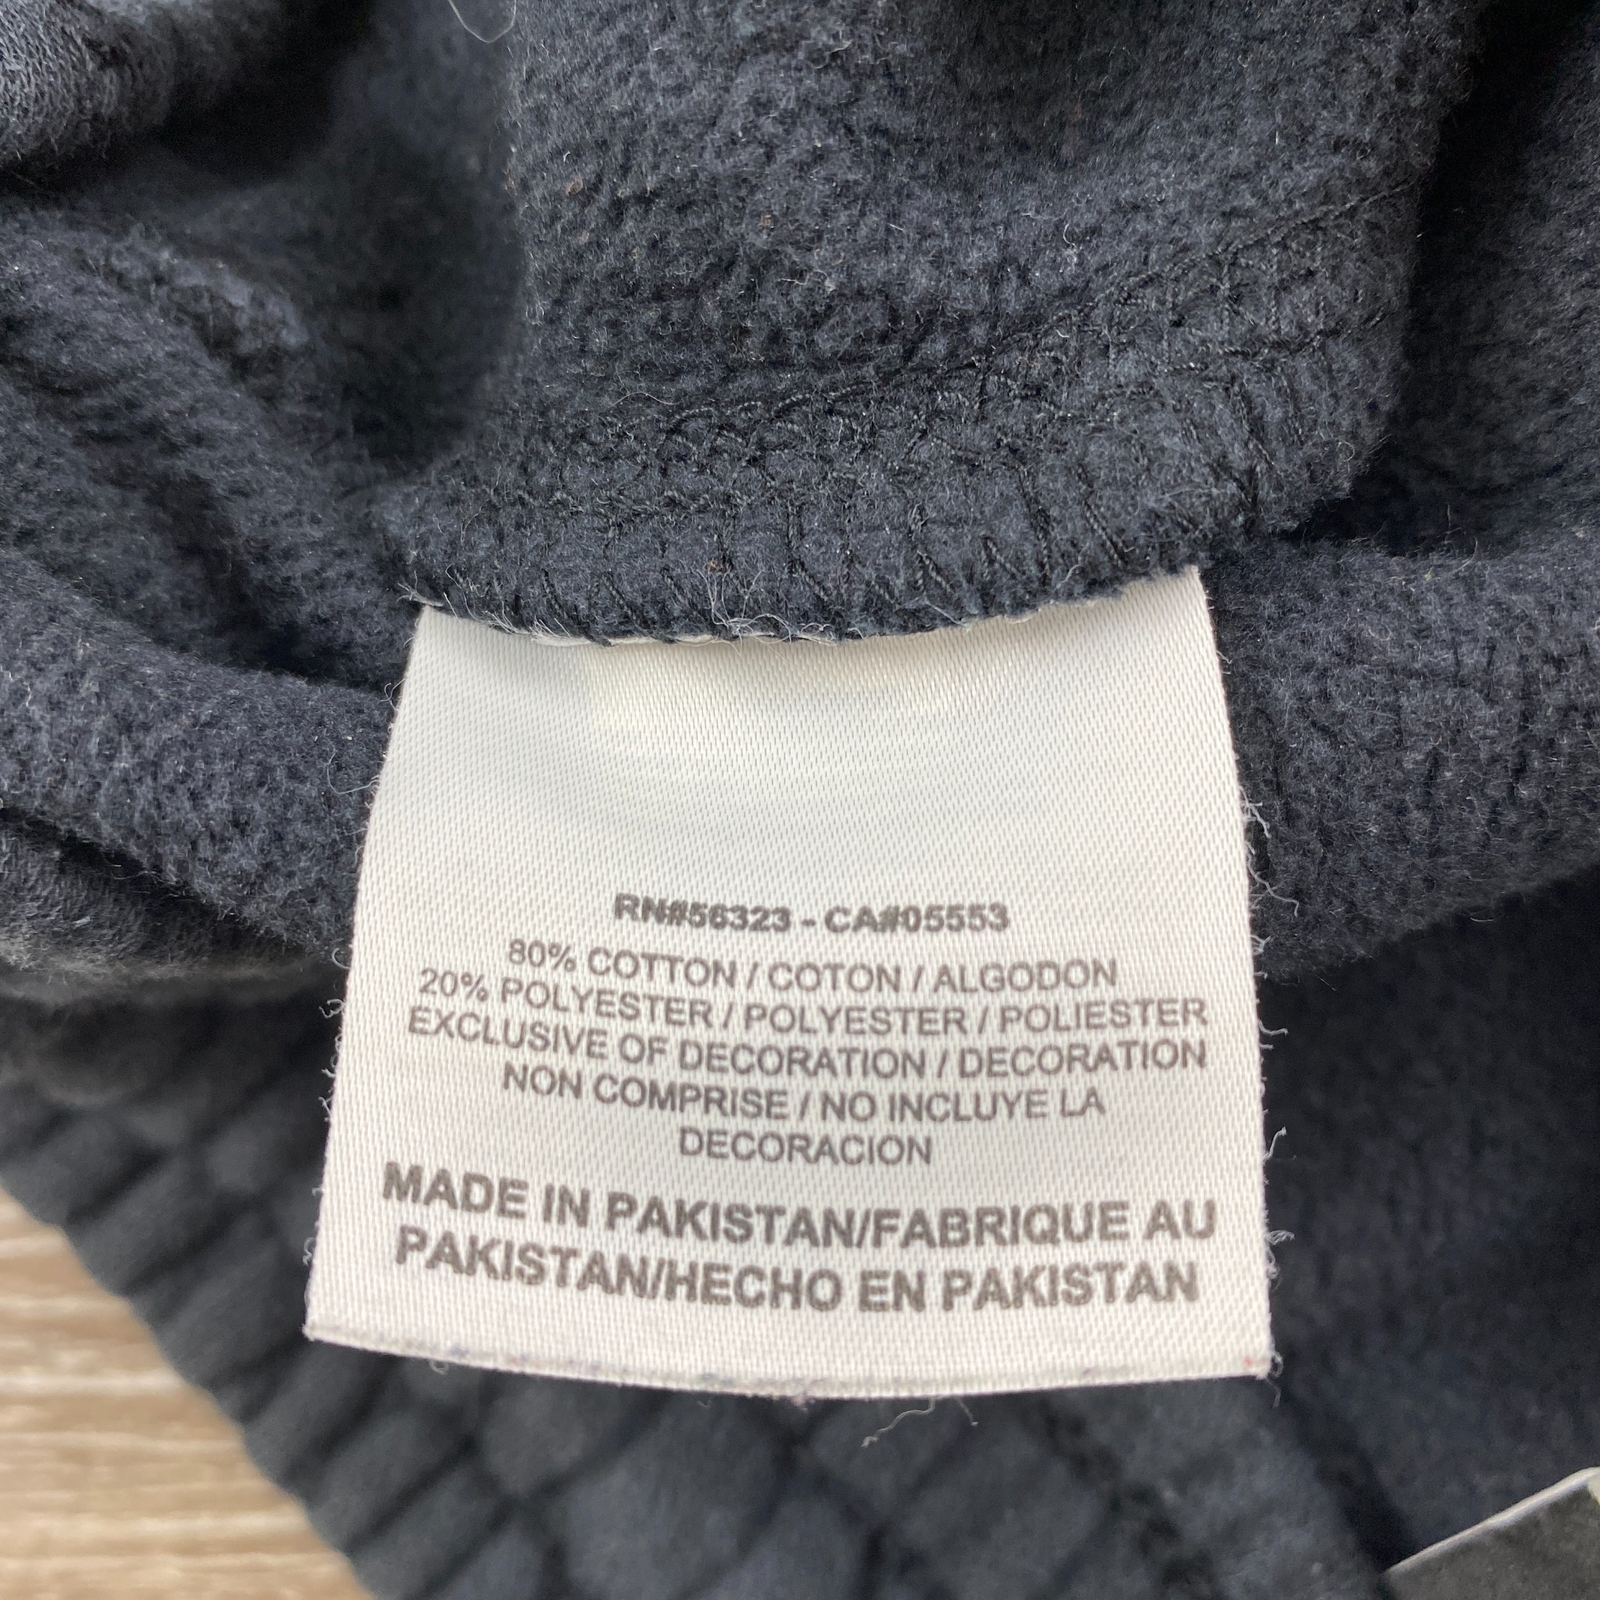 RN#56323 - CA#05553
80% COTTON / COTON / ALGODON
20% POLYESTER / POLYESTER / POLIESTER
EXCLUSIVE OF DECORATION / DECORATION
NON COMPRISE / NO INCLUYE LA
DECORACION
MADE IN PAKISTAN/FABRIQUE AU
PAKISTAN/HECHO EN PAKISTAN